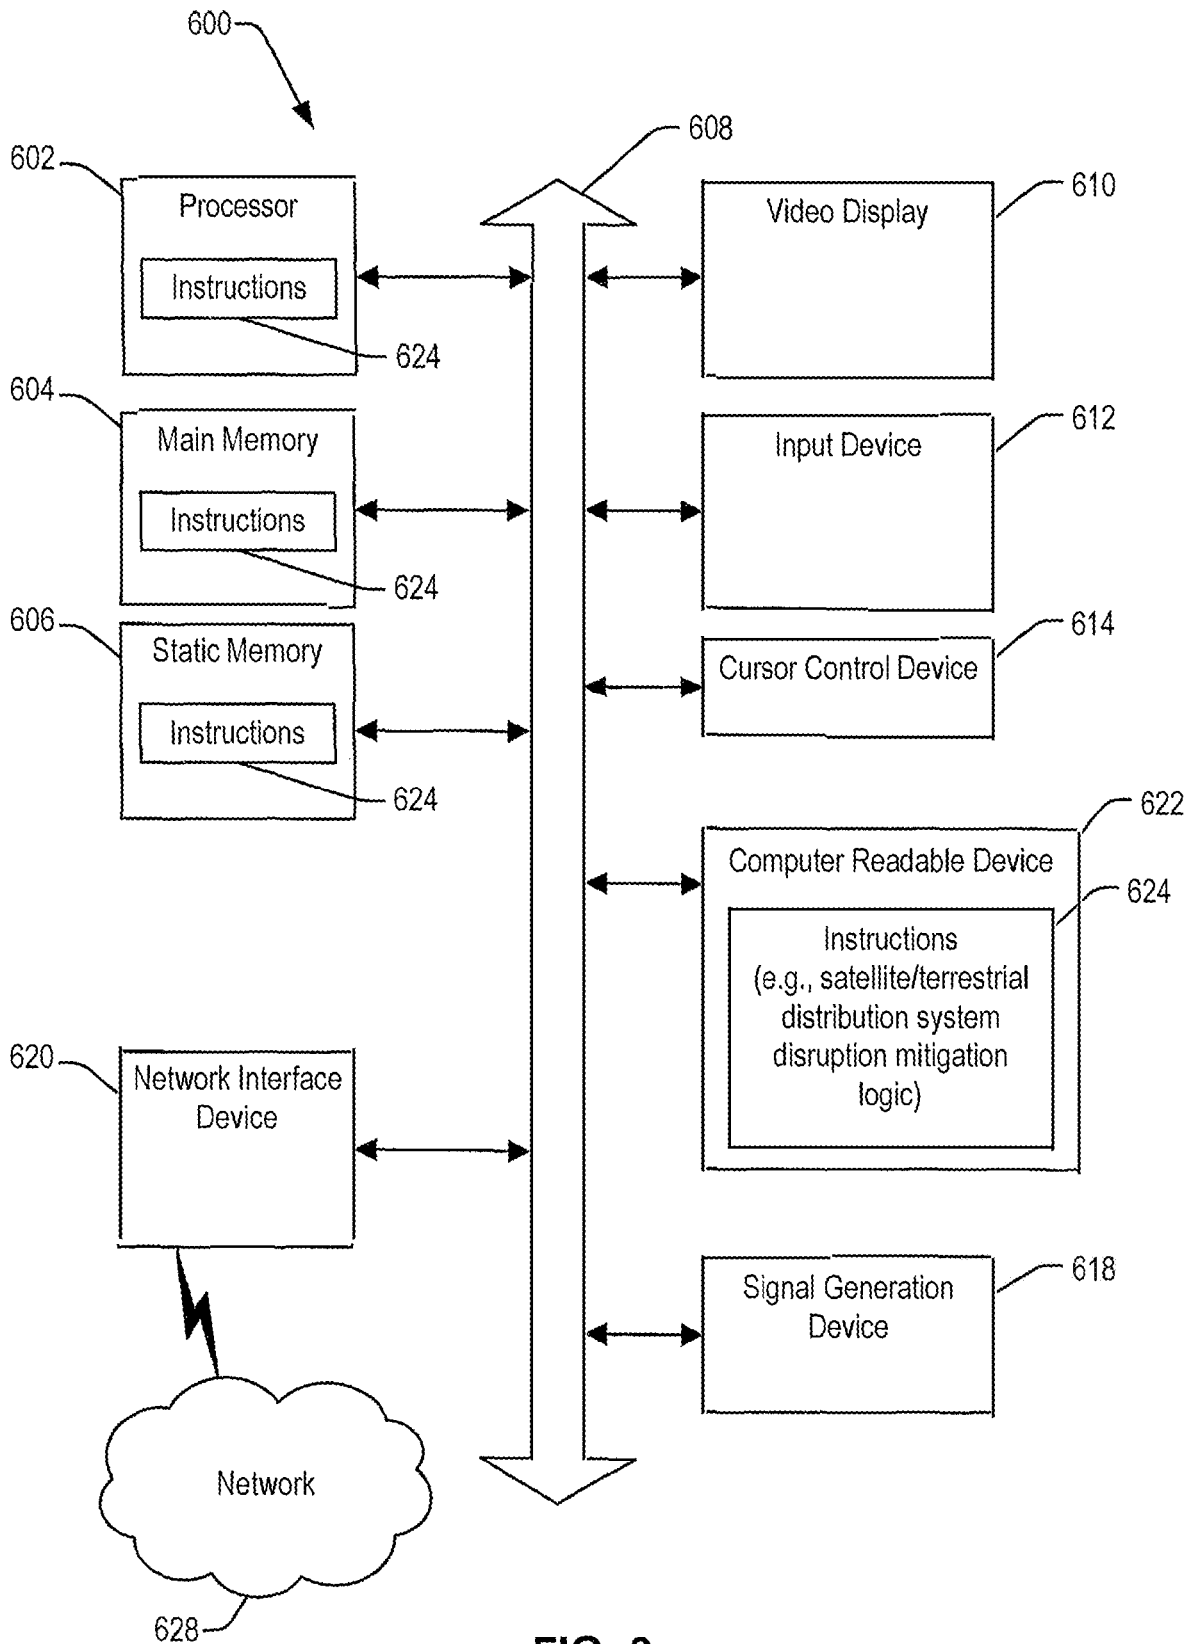 600
608
602
Processor
Instructions
624
610
Video Display
604
Main Memory
Instructions
624
612
Input Device
606
Static Memory
Instructions
624
614
Cursor Control Device
622
Computer Readable Device
624
Instructions
(e.g., satellite/terrestrial
distribution system
disruption mitigation
logic)
620
Network Interface
Device
618
Signal Generation
Device
Network
628